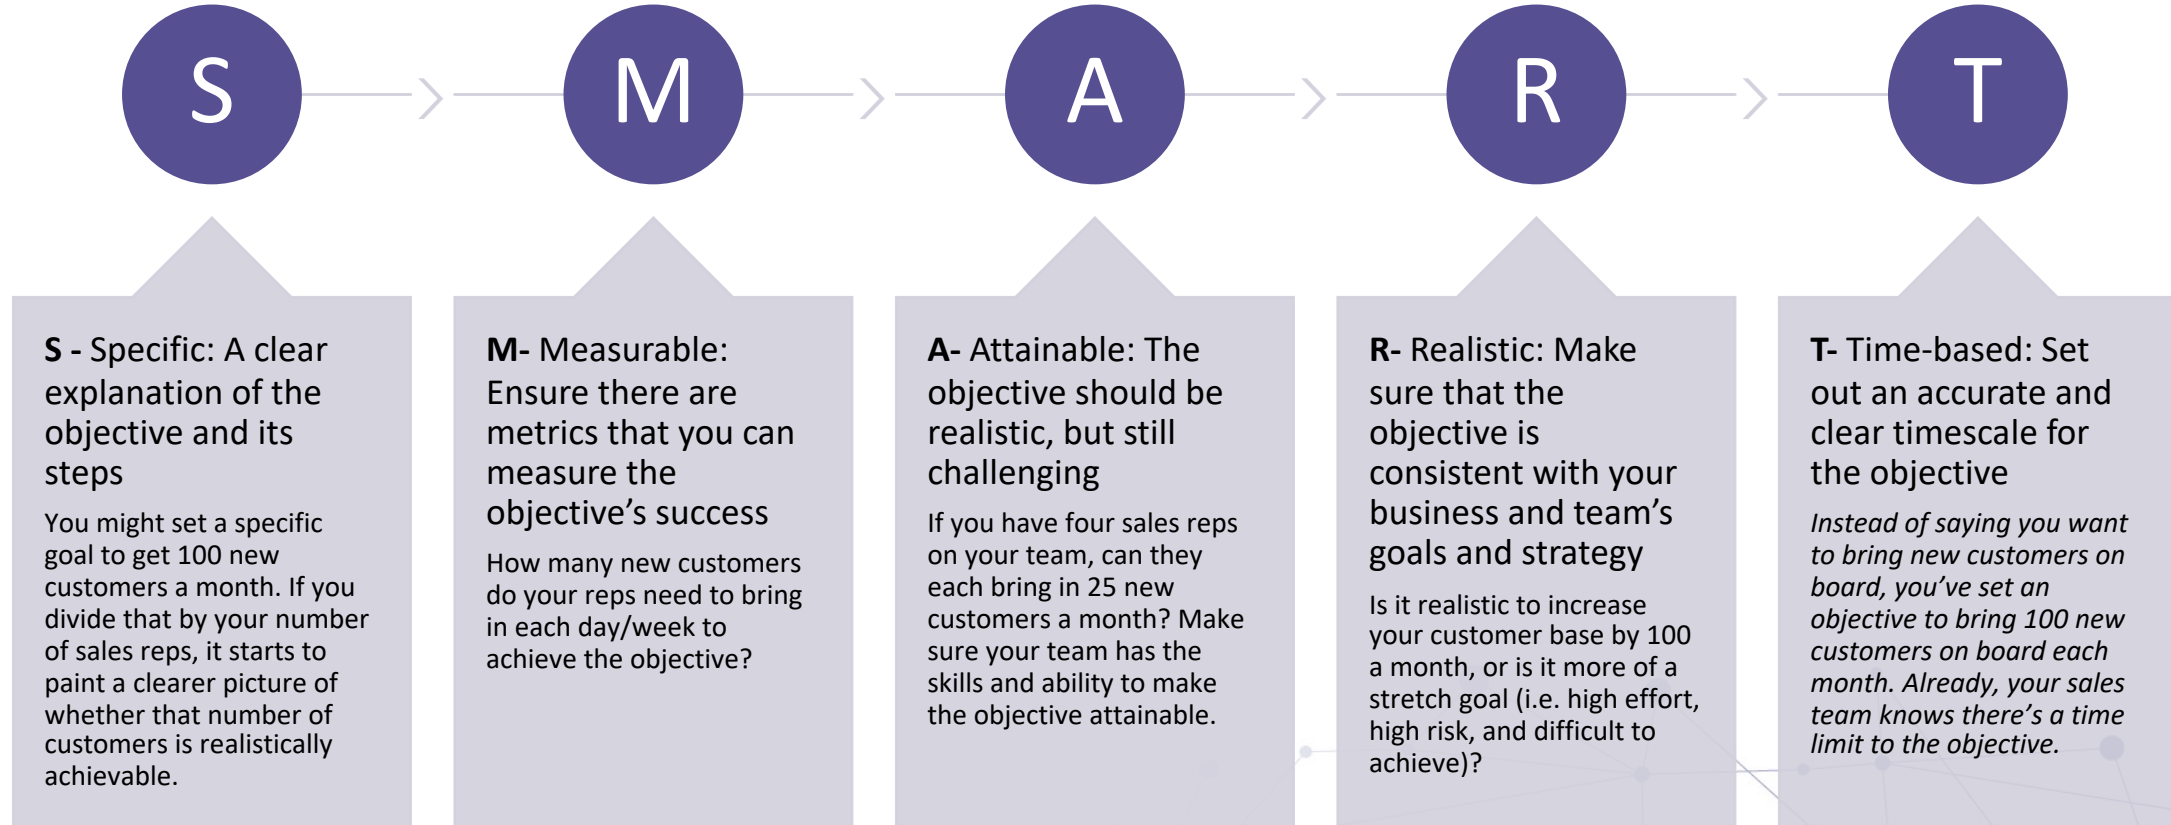 S
M
A
R
T
S - Specific: A clear
explanation of the
objective and its
steps
You might set a specific
goal to get 100 new
customers a month. If you
divide that by your number
of sales reps, it starts to
paint a clearer picture of
whether that number of
customers is realistically
achievable.
M- Measurable:
Ensure there are
metrics that you can
measure the
objective’s success
How many new customers
do your reps need to bring
in each day/week to
achieve the objective?
A- Attainable: The
objective should be
realistic, but still
challenging
If you have four sales reps
on your team, can they
each bring in 25 new
customers a month? Make
sure your team has the
skills and ability to make
the objective attainable.
R- Realistic: Make
sure that the
objective is
consistent with your
business and team’s
goals and strategy
Is it realistic to increase
your customer base by 100
a month, or is it more of a
stretch goal (i.e. high effort,
high risk, and difficult to
achieve)?
T- Time-based: Set
out an accurate and
clear timescale for
the objective
Instead of saying you want
to bring new customers on
board, you’ve set an
objective to bring 100 new
customers on board each
month. Already, your sales
team knows there’s a time
limit to the objective.